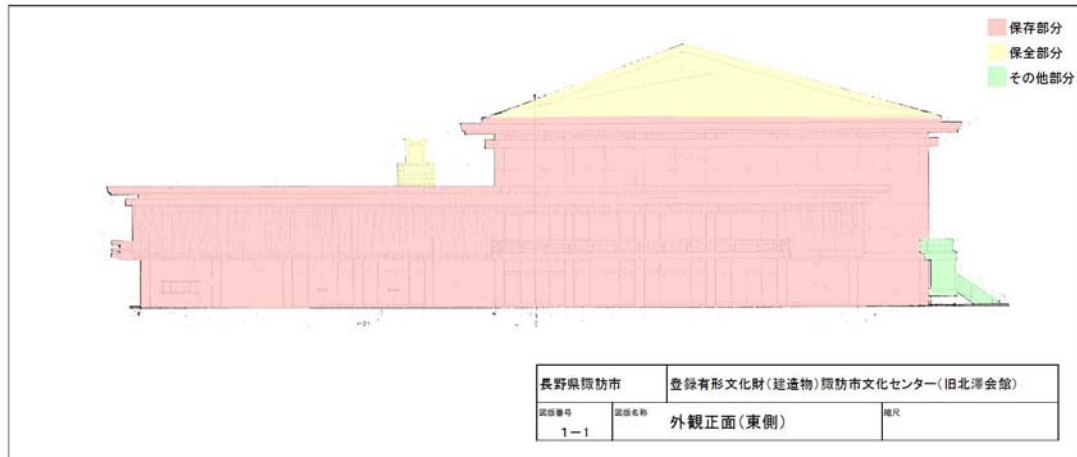 保存部分
保全部分
その他部分
長野県諏訪市
登録有形文化財(建造物)諏訪市文化センター(旧北澤会館)
図版番号
1-1
図版名称
外観正面(東側)
縮尺